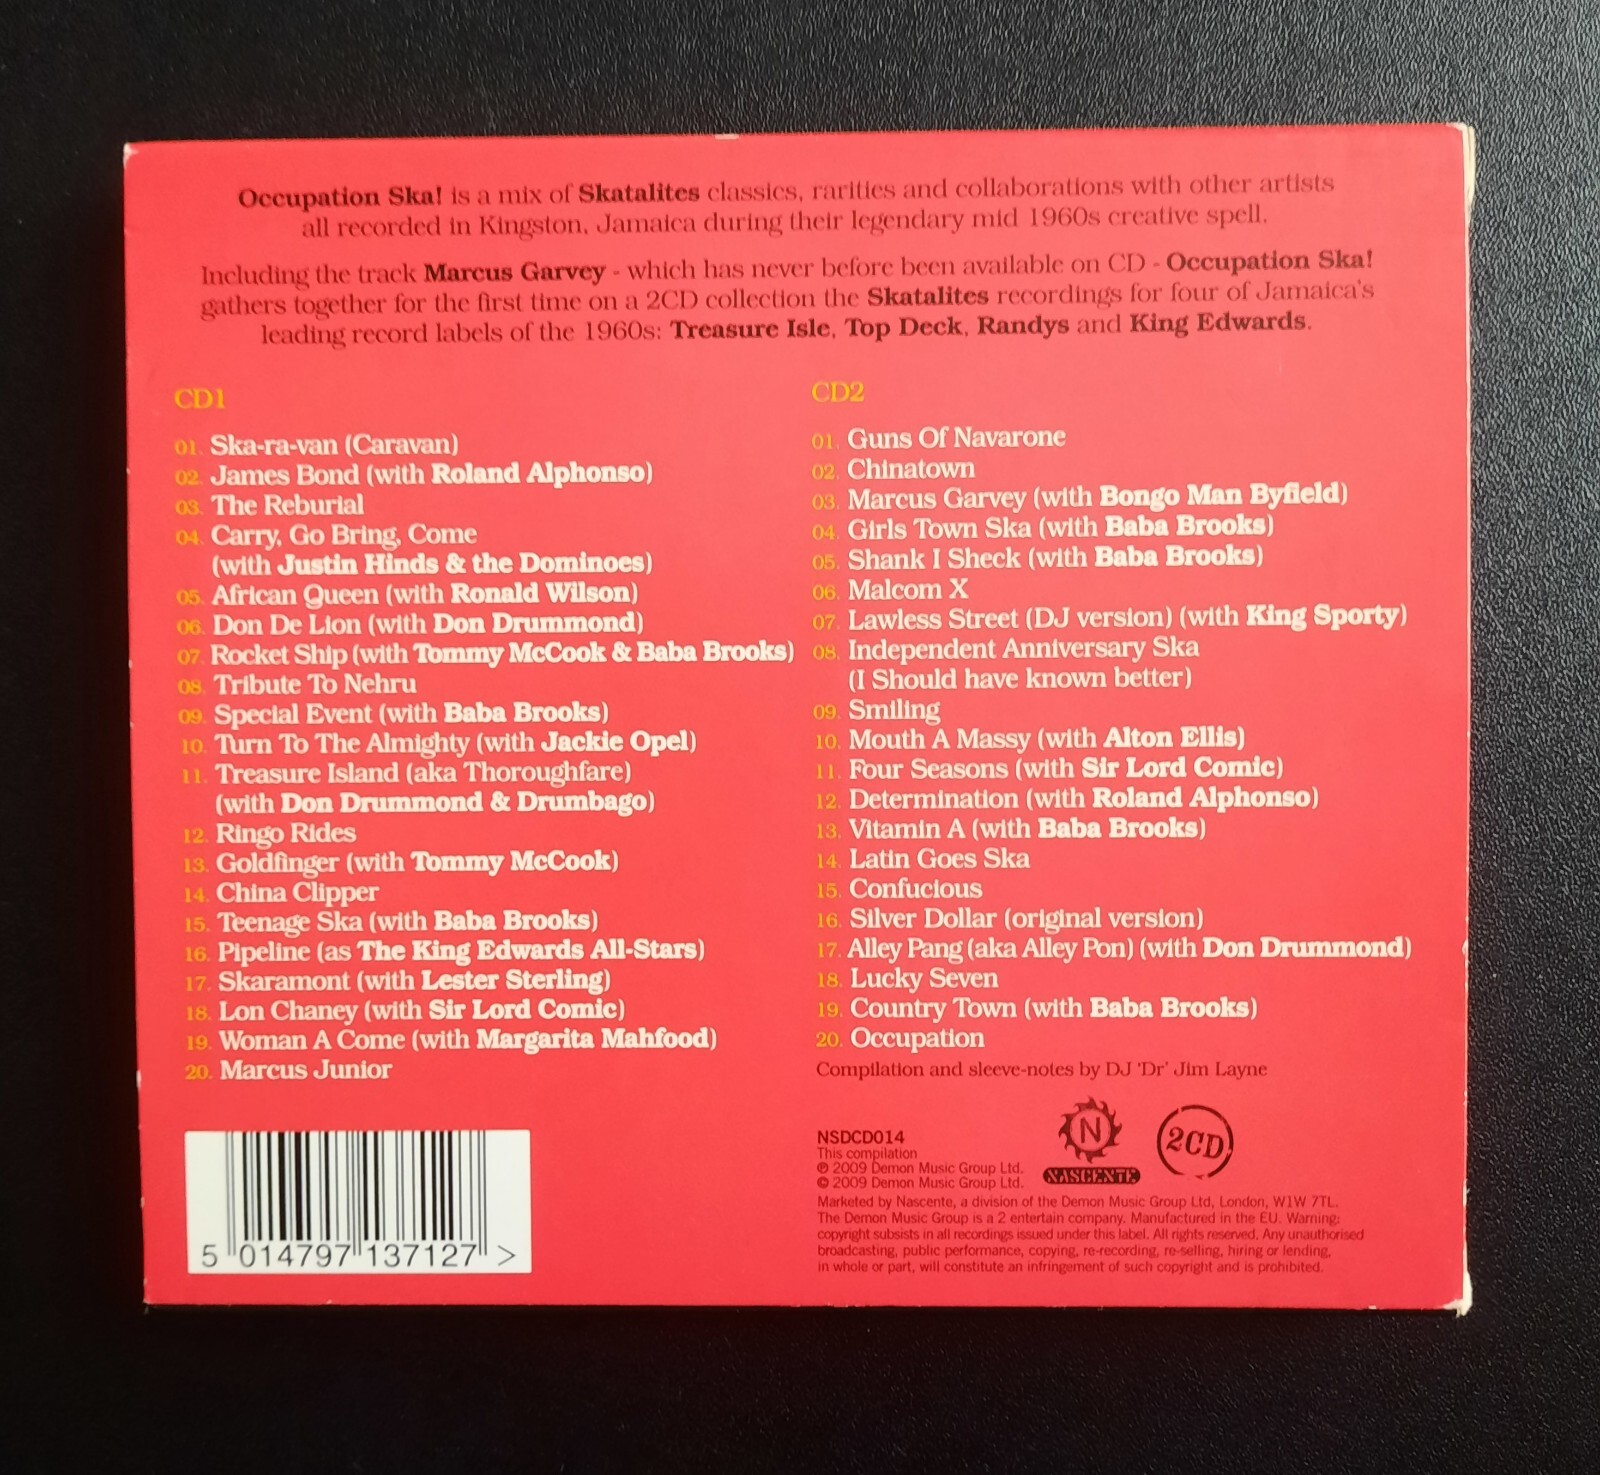 Occupation Ska! is a mix of Skatalites classics, rarities and collaborations with other artists
all recorded in Kingston, Jamaica during their legendary mid 1960s creative spell.
Including the track Marcus Garvey - which has never before been available on CD - Occupation Ska!
gathers together for the first time on a 2CD collection the Skatalites recordings for four of Jamaica's
leading record labels of the 1960s: Treasure Isle, Top Deck, Randys and King Edwards.
CD1
01. Ska-ra-van (Caravan)
02. James Bond (with Roland Alphonso)
03. The Reburial
04. Carry, Go Bring, Come
(with Justin Hinds & the Dominoes)
05. African Queen (with Ronald Wilson)
06. Don De Lion (with Don Drummond)
07. Rocket Ship (with Tommy McCook & Baba Brooks)
08. Tribute To Nehru
09. Special Event (with Baba Brooks)
10. Turn To The Almighty (with Jackie Opel)
11. Treasure Island (aka Thoroughfare)
(with Don Drummond & Drumbago)
12. Ringo Rides
13. Goldfinger (with Tommy McCook)
14. China Clipper
15. Teenage Ska (with Baba Brooks)
16. Pipeline (as The King Edwards All-Stars)
17. Skaramont (with Lester Sterling)
18. Lon Chaney (with Sir Lord Comic)
19. Woman A Come (with Margarita Mahfood)
20. Marcus Junior
CD2
01. Guns Of Navarone
02. Chinatown
03. Marcus Garvey (with Bongo Man Byfield)
04. Girls Town Ska (with Baba Brooks)
05. Shank I Sheck (with Baba Brooks)
06. Malcom X
07. Lawless Street (DJ version) (with King Sporty)
08. Independent Anniversary Ska
(I Should have known better)
09. Smiling
10. Mouth A Massy (with Alton Ellis)
11. Four Seasons (with Sir Lord Comic)
12. Determination (with Roland Alphonso)
13. Vitamin A (with Baba Brooks)
14. Latin Goes Ska
15. Confucious
16. Silver Dollar (original version)
17. Alley Pang (aka Alley Pon) (with Don Drummond)
18. Lucky Seven
19. Country Town (with Baba Brooks)
20. Occupation
Compilation and sleeve-notes by DJ 'Dr' Jim Layne
5 014797 137127 >
NSDCD014
This compilation
℗ 2009 Demon Music Group Ltd.
© 2009 Demon Music Group Ltd.
N
NASCENTE
2CD
Marketed by Nascente, a division of the Demon Music Group Ltd, London, W1W 7TL.
The Demon Music Group is a 2 entertain company. Manufactured in the EU. Warning:
copyright subsists in all recordings issued under this label. All rights reserved. Any unauthorised
broadcasting, public performance, copying, re-recording, re-selling, hiring or lending,
in whole or part, will constitute an infringement of such copyright and is prohibited.